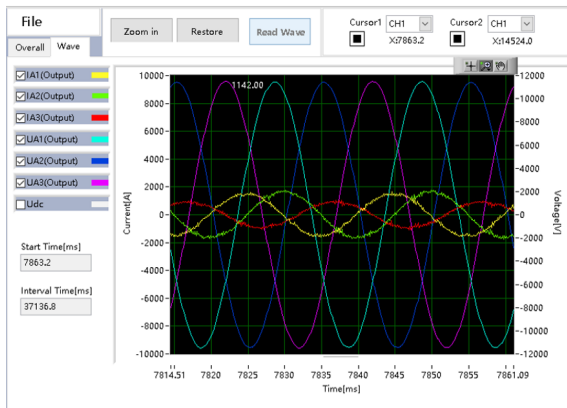 File
Zoom in
Restore
Read Wave
Cursor1
CH1
X:7863.2
Cursor2
CH1
X:14524.0
Overall
Wave
IA1(Output)
IA2(Output)
IA3(Output)
UA1(Output)
UA2(Output)
UA3(Output)
Udc
Start Time[ms]
7863.2
Interval Time[ms]
37136.8
1142.00
Current[A]
10000
8000
6000
4000
2000
0
-2000
-4000
-6000
-8000
-10000
12000
10000
8000
6000
4000
2000
0
-2000
-4000
-6000
-8000
-10000
-12000
Voltage[V]
7814.51
7820
7825
7830
7835
7840
7845
7850
7855
7861.09
Time[ms]